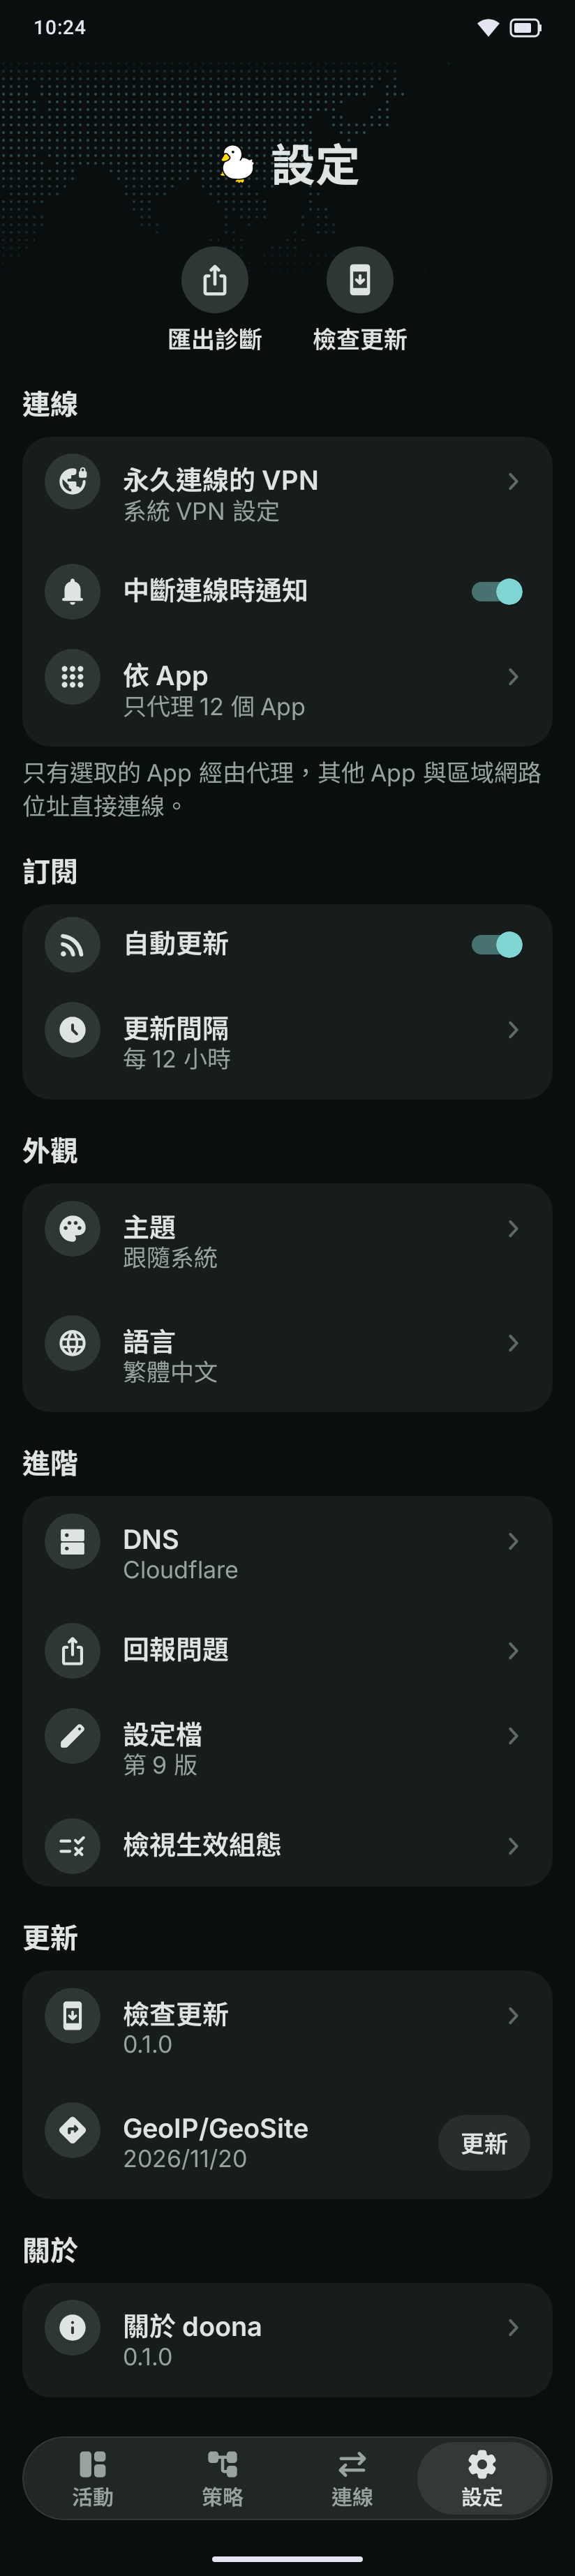 10:24
設定
匯出診斷
檢查更新
連線
永久連線的 VPN
系統 VPN 設定
中斷連線時通知
依 App
只代理 12 個 App
只有選取的 App 經由代理，其他 App 與區域網路
位址直接連線。
訂閱
自動更新
更新間隔
每 12 小時
外觀
主題
跟隨系統
語言
繁體中文
進階
DNS
Cloudflare
回報問題
設定檔
第 9 版
檢視生效組態
更新
檢查更新
0.1.0
GeoIP/GeoSite
2026/11/20
更新
關於
關於 doona
0.1.0
活動
策略
連線
設定